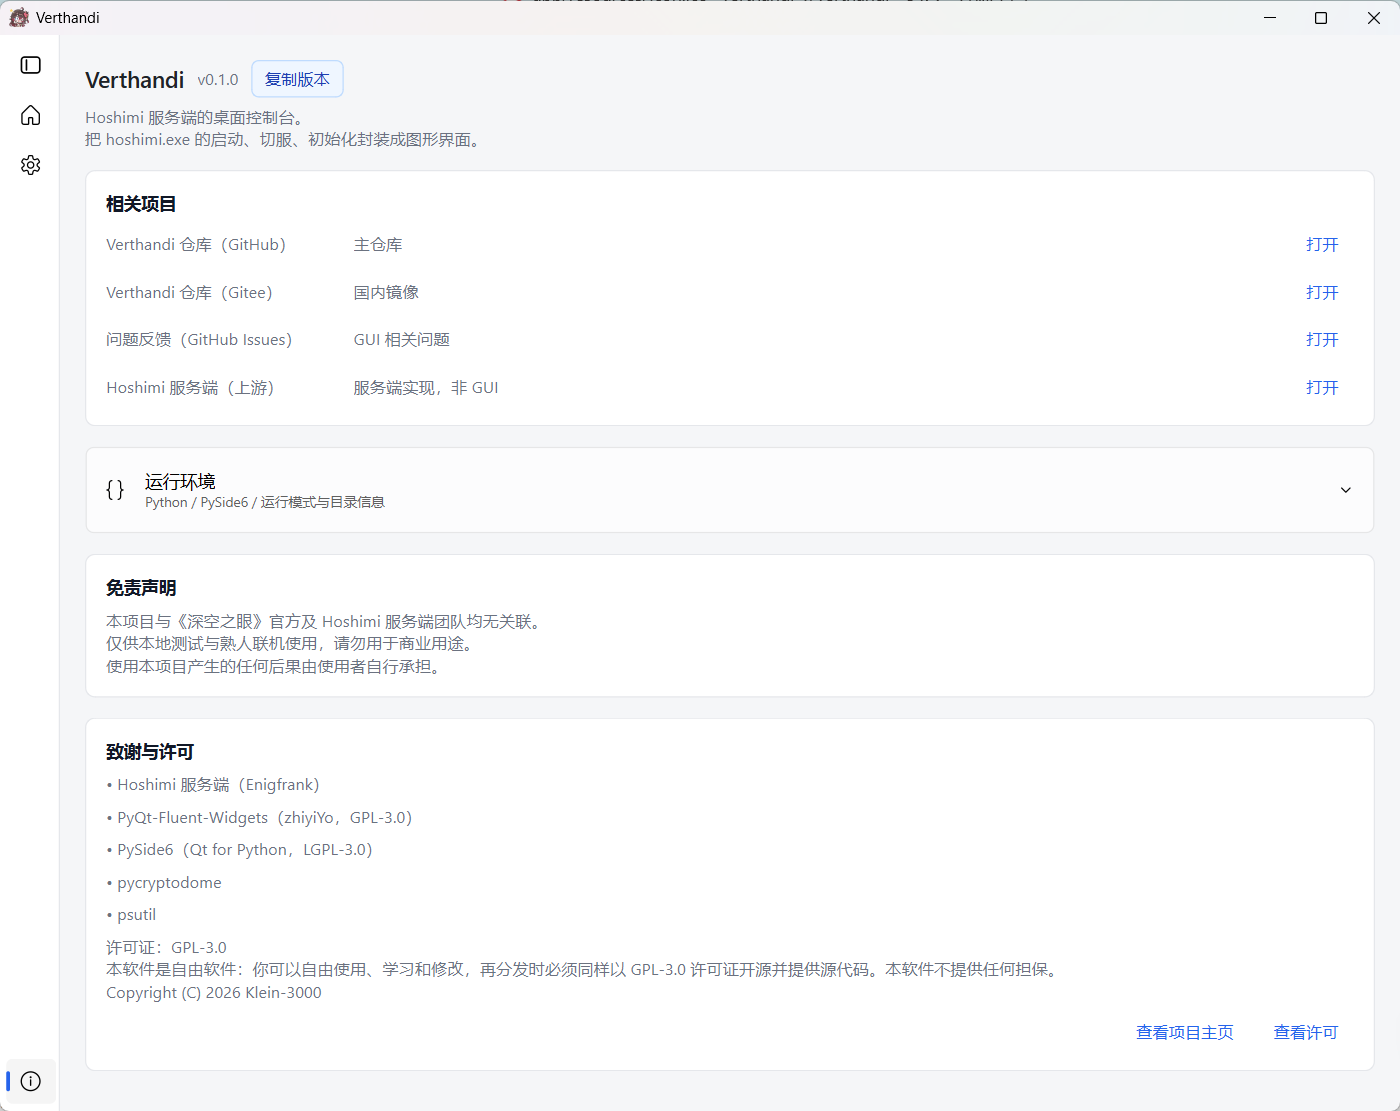 Verthandi
Verthandi v0.1.0 复制版本
Hoshimi 服务端的桌面控制台。
把 hoshimi.exe 的启动、切服、初始化封装成图形界面。
相关项目
Verthandi 仓库（GitHub） 主仓库 打开
Verthandi 仓库（Gitee） 国内镜像 打开
问题反馈（GitHub Issues） GUI 相关问题 打开
Hoshimi 服务端（上游） 服务端实现，非 GUI 打开
{} 运行环境
Python / PySide6 / 运行模式与目录信息
免责声明
本项目与《深空之眼》官方及 Hoshimi 服务端团队均无关联。
仅供本地测试与熟人联机使用，请勿用于商业用途。
使用本项目产生的任何后果由使用者自行承担。
致谢与许可
• Hoshimi 服务端（Enigfrank）
• PyQt-Fluent-Widgets（zhiyiYo，GPL-3.0）
• PySide6（Qt for Python，LGPL-3.0）
• pycryptodome
• psutil
许可证：GPL-3.0
本软件是自由软件：你可以自由使用、学习和修改，再分发时必须同样以 GPL-3.0 许可证开源并提供源代码。本软件不提供任何担保。
Copyright (C) 2026 Klein-3000
查看项目主页 查看许可